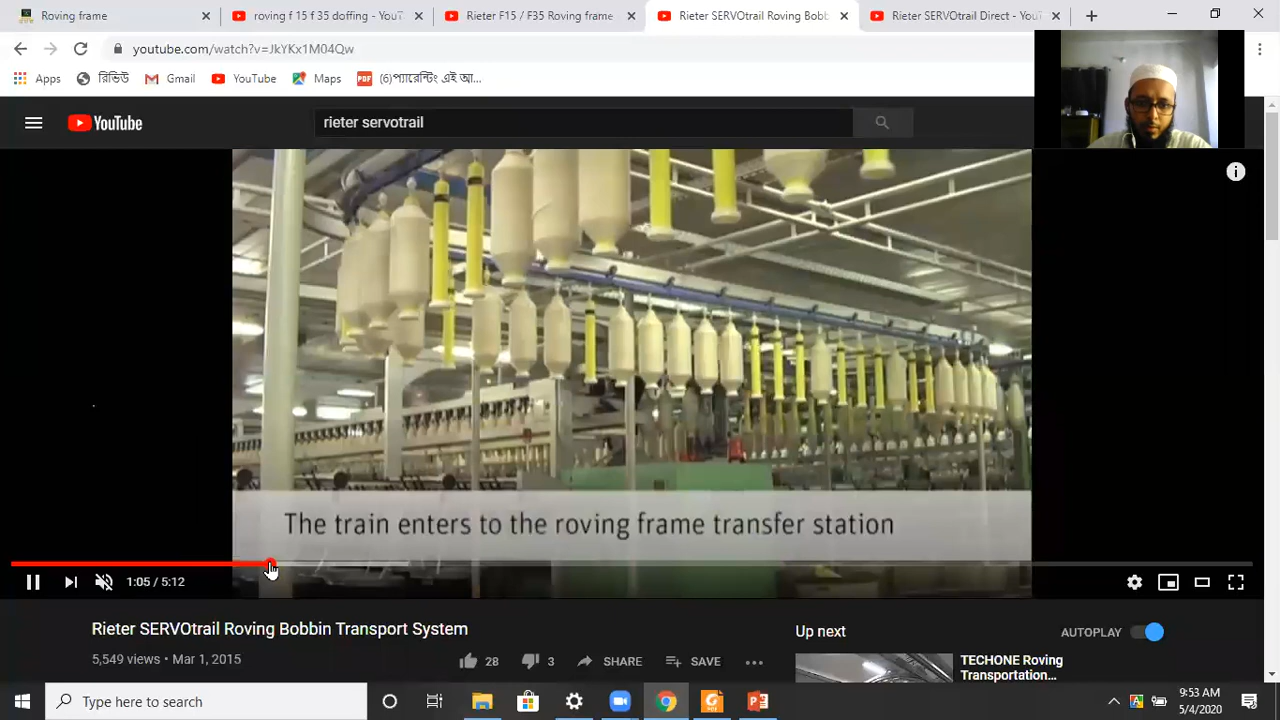 Roving frame
roving f 15 f 35 doffing - YouT
Rieter F15 / F35 Roving frame
Rieter SERVOtrail Roving Bobb
Rieter SERVOtrail Direct - YouT
youtube.com/watch?v=JkYKx1M04Qw
Apps
রিভিউ
Gmail
YouTube
Maps
PDF
(6)প্যারেন্টিং এই আ...
YouTube
rieter servotrail
The train enters to the roving frame transfer station
1:05 / 5:12
Rieter SERVOtrail Roving Bobbin Transport System
Up next
AUTOPLAY
5,549 views • Mar 1, 2015
28
3
SHARE
SAVE
TECHONE Roving
Transportation...
Type here to search
9:53 AM
5/4/2020